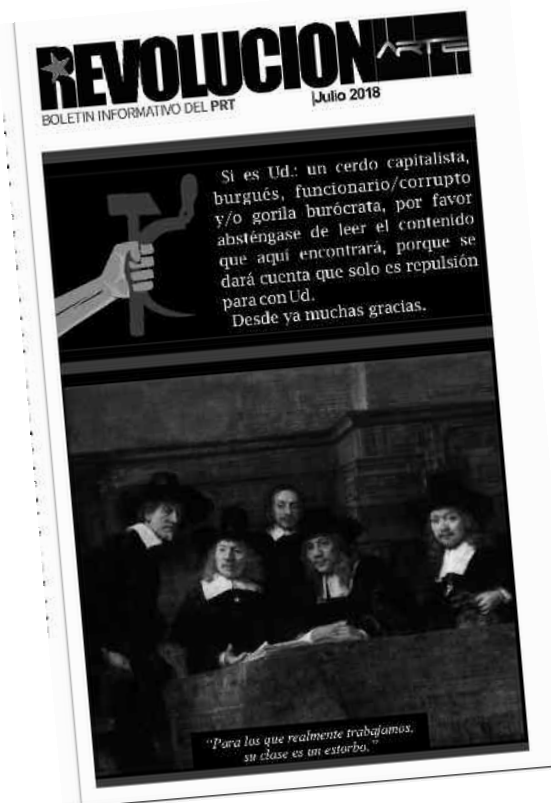 REVOLUCION ARTE
BOLETIN INFORMATIVO DEL PRT |Julio 2018
Si es Ud.: un cerdo capitalista,
burgués, funcionario/corrupto
y/o gorila burócrata, por favor
absténgase de leer el contenido
que aquí encontrará, porque se
dará cuenta que solo es repulsión
para con Ud.
Desde ya muchas gracias.
“Para los que realmente trabajamos,
su clase es un estorbo.”